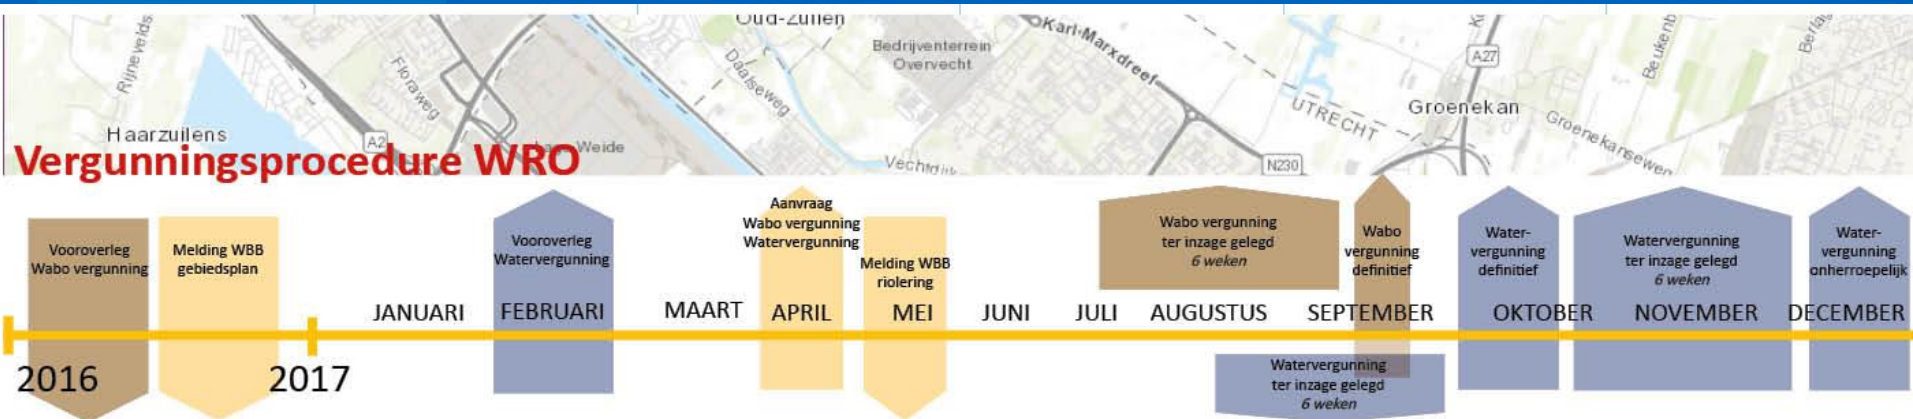 Oud-Zuilen
Rijnevelds
Floraweg
Daalseweg
Bedrijventerrein
Overvecht
Karl-Marxdreef
A27
Beukenb
Haarzuilens
A2
Weide
Vechtdijk
N230
UTRECHT
Groenekan
Groenekanseweg
Vergunningsprocedure WRO
Vooroverleg
Wabo vergunning
Melding WBB
gebiedsplan
Vooroverleg
Watervergunning
Aanvraag
Wabo vergunning
Watervergunning
Melding WBB
riolering
Wabo vergunning
ter inzage gelegd
6 weken
Wabo
vergunning
definitief
Water-
vergunning
definitief
Watervergunning
ter inzage gelegd
6 weken
Water-
vergunning
onherroepelijk
JANUARI FEBRUARI MAART APRIL MEI JUNI JULI AUGUSTUS SEPTEMBER OKTOBER NOVEMBER DECEMBER
2016 2017
Watervergunning
ter inzage gelegd
6 weken